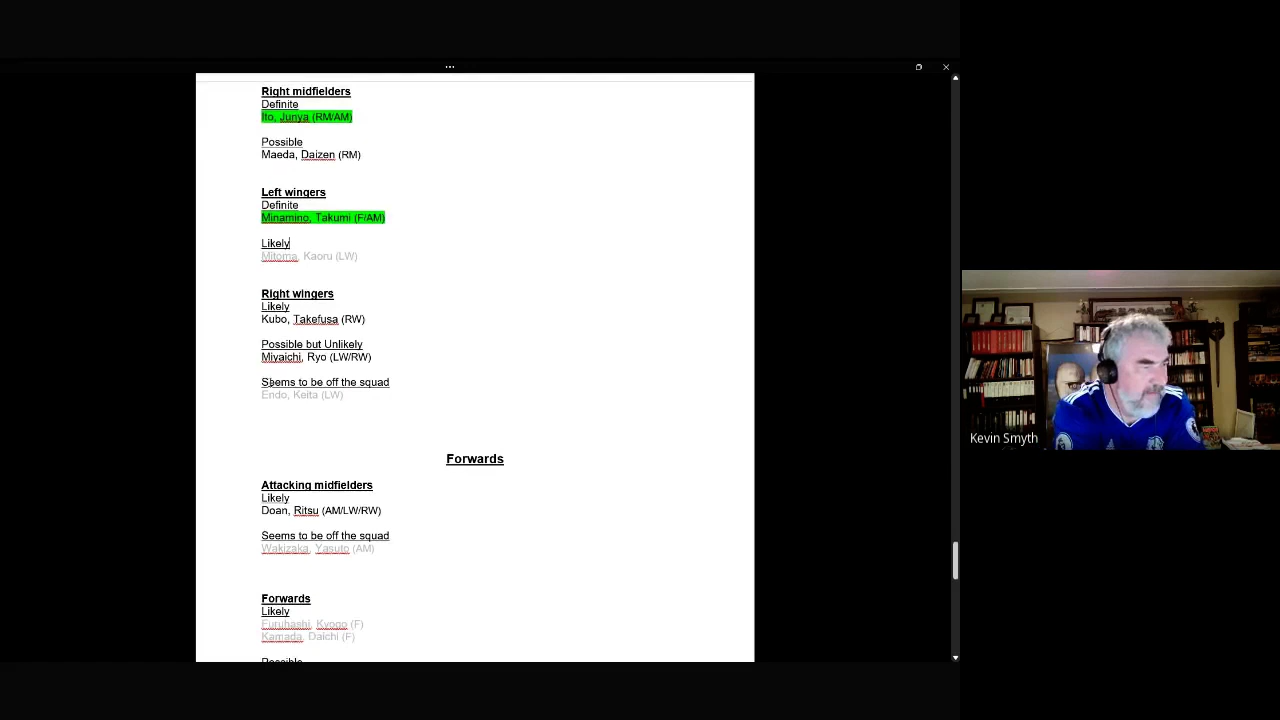 Right midfielders
Definite
Ito, Junya (RM/AM)
Possible
Maeda, Daizen (RM)
Left wingers
Definite
Minamino, Takumi (F/AM)
Likely
Mitoma, Kaoru (LW)
Right wingers
Likely
Kubo, Takefusa (RW)
Possible but Unlikely
Miyaichi, Ryo (LW/RW)
Seems to be off the squad
Endo, Keita (LW)
Forwards
Attacking midfielders
Likely
Doan, Ritsu (AM/LW/RW)
Seems to be off the squad
Wakizaka, Yasuto (AM)
Forwards
Likely
Furuhashi, Kyogo (F)
Kamada, Daichi (F)
Possible
Kevin Smyth